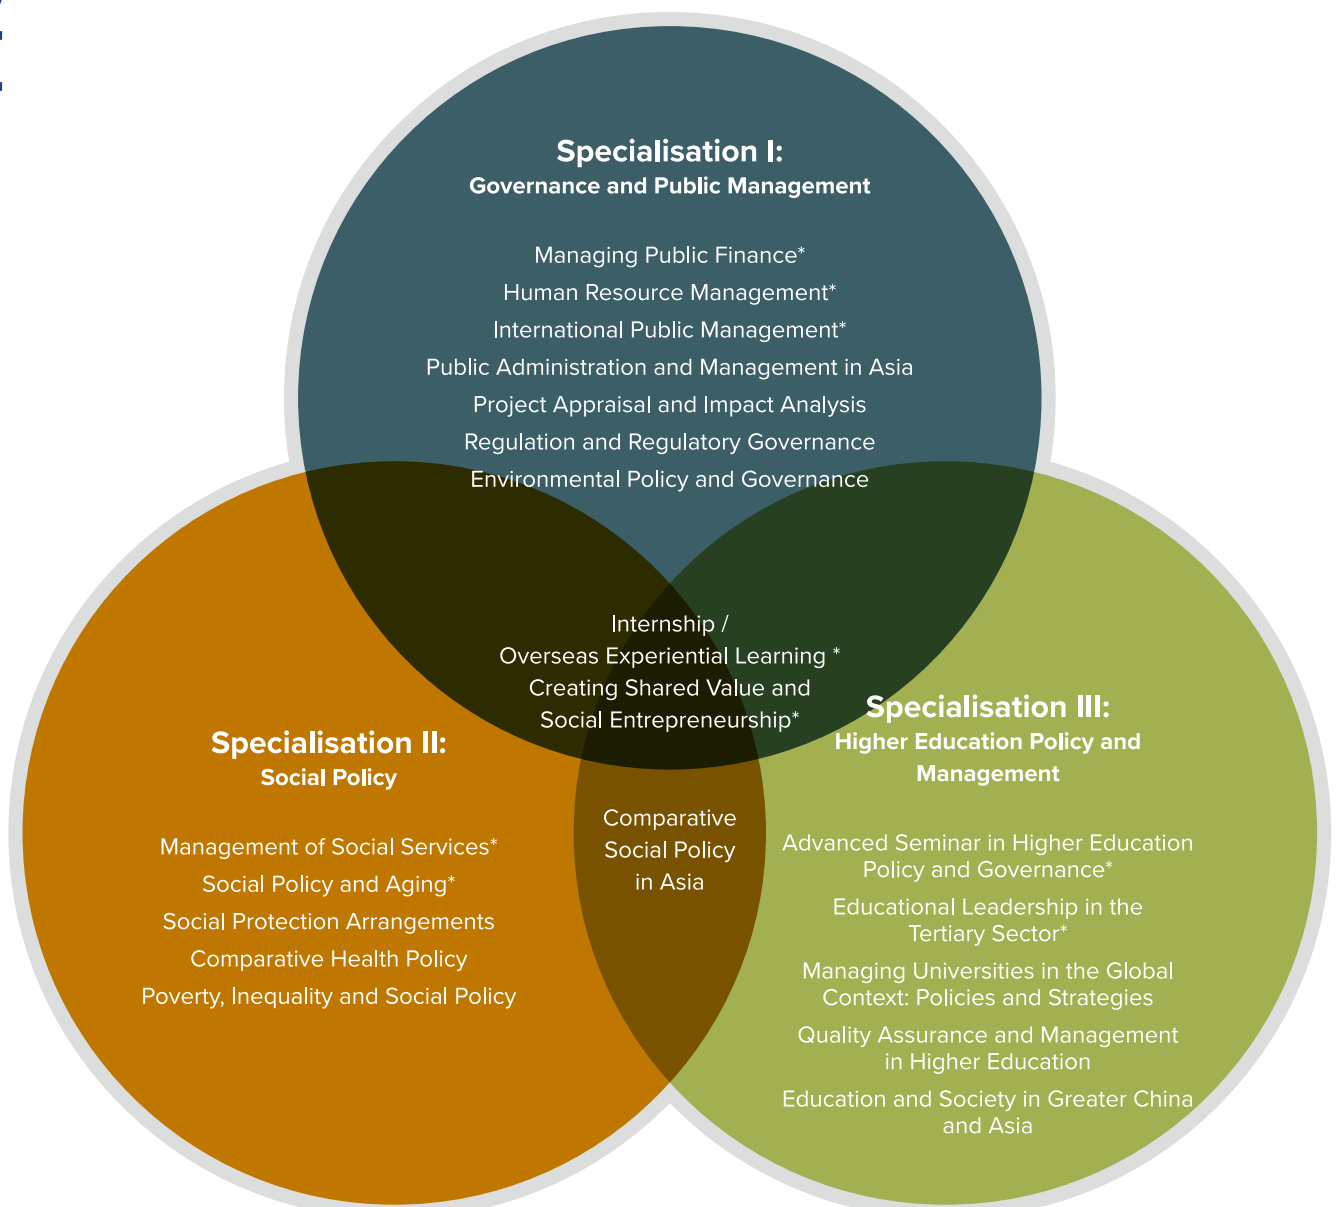 Specialisation I:
Governance and Public Management
Managing Public Finance*
Human Resource Management*
International Public Management*
Public Administration and Management in Asia
Project Appraisal and Impact Analysis
Regulation and Regulatory Governance
Environmental Policy and Governance
Internship /
Overseas Experiential Learning *
Creating Shared Value and
Social Entrepreneurship*
Specialisation II:
Social Policy
Management of Social Services*
Social Policy and Aging*
Social Protection Arrangements
Comparative Health Policy
Poverty, Inequality and Social Policy
Comparative
Social Policy
in Asia
Specialisation III:
Higher Education Policy and
Management
Advanced Seminar in Higher Education
Policy and Governance*
Educational Leadership in the
Tertiary Sector*
Managing Universities in the Global
Context: Policies and Strategies
Quality Assurance and Management
in Higher Education
Education and Society in Greater China
and Asia